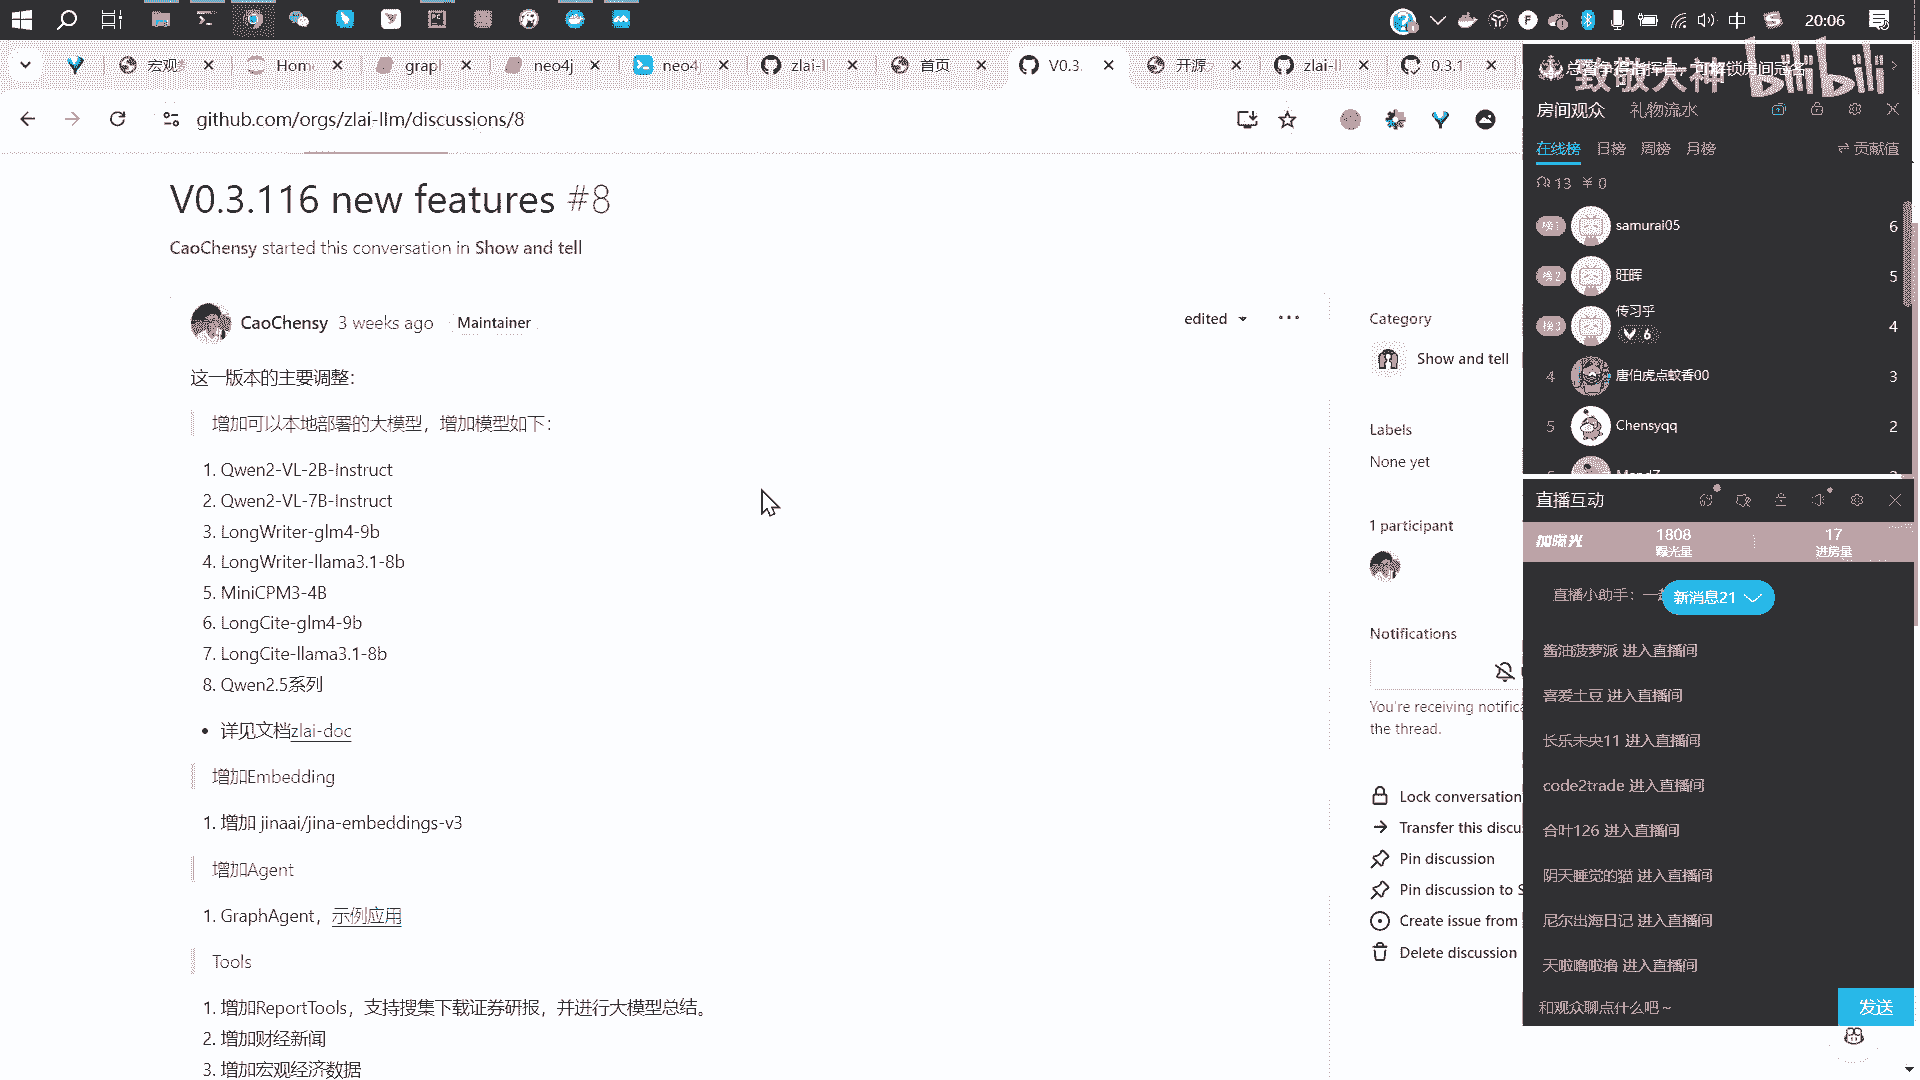 中
20:06
宏观
Hom
grap
neo4j
neo4
zlai-l
首页
V0.3.
开源
zlai-ll
0.3.1
github.com/orgs/zlai-llm/discussions/8
V0.3.116 new features #8
CaoChensy started this conversation in Show and tell
CaoChensy 3 weeks ago Maintainer
edited
这一版本的主要调整：
增加可以本地部署的大模型，增加模型如下：
1. Qwen2-VL-2B-Instruct
2. Qwen2-VL-7B-Instruct
3. LongWriter-glm4-9b
4. LongWriter-llama3.1-8b
5. MiniCPM3-4B
6. LongCite-glm4-9b
7. LongCite-llama3.1-8b
8. Qwen2.5系列
• 详见文档zlai-doc
增加Embedding
1. 增加 jinaai/jina-embeddings-v3
增加Agent
1. GraphAgent，示例应用
Tools
1. 增加ReportTools，支持搜集下载证券研报，并进行大模型总结。
2. 增加财经新闻
3. 增加宏观经济数据
Category
Show and tell
Labels
None yet
1 participant
Notifications
You're receiving notific
the thread.
Lock conversation
Transfer this discu
Pin discussion
Pin discussion to
Create issue from
Delete discussion
致敬大神 bilibili
房间观众 礼物流水
在线榜 日榜 周榜 月榜 贡献值
13 ¥ 0
榜1 samurai05 6
榜2 旺晖 5
榜3 传习乎 4
6
4 唐伯虎点蚊香00 3
5 Chensyqq 2
直播互动
加曝光 1808 17
曝光量 进房量
直播小助手：一
新消息21
酱油菠萝派 进入直播间
喜爱土豆 进入直播间
长乐未央11 进入直播间
code2trade 进入直播间
合叶126 进入直播间
阴天睡觉的猫 进入直播间
尼尔出海日记 进入直播间
天啦噜啦撸 进入直播间
和观众聊点什么吧~
发送